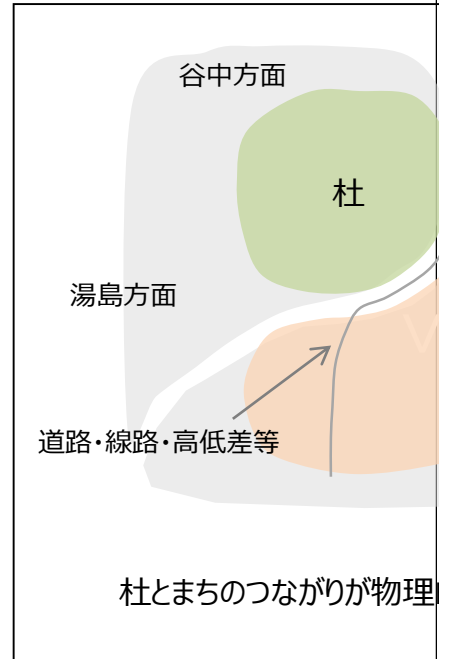 谷中方面
杜
湯島方面
道路・線路・高低差等
杜とまちのつながりが物理